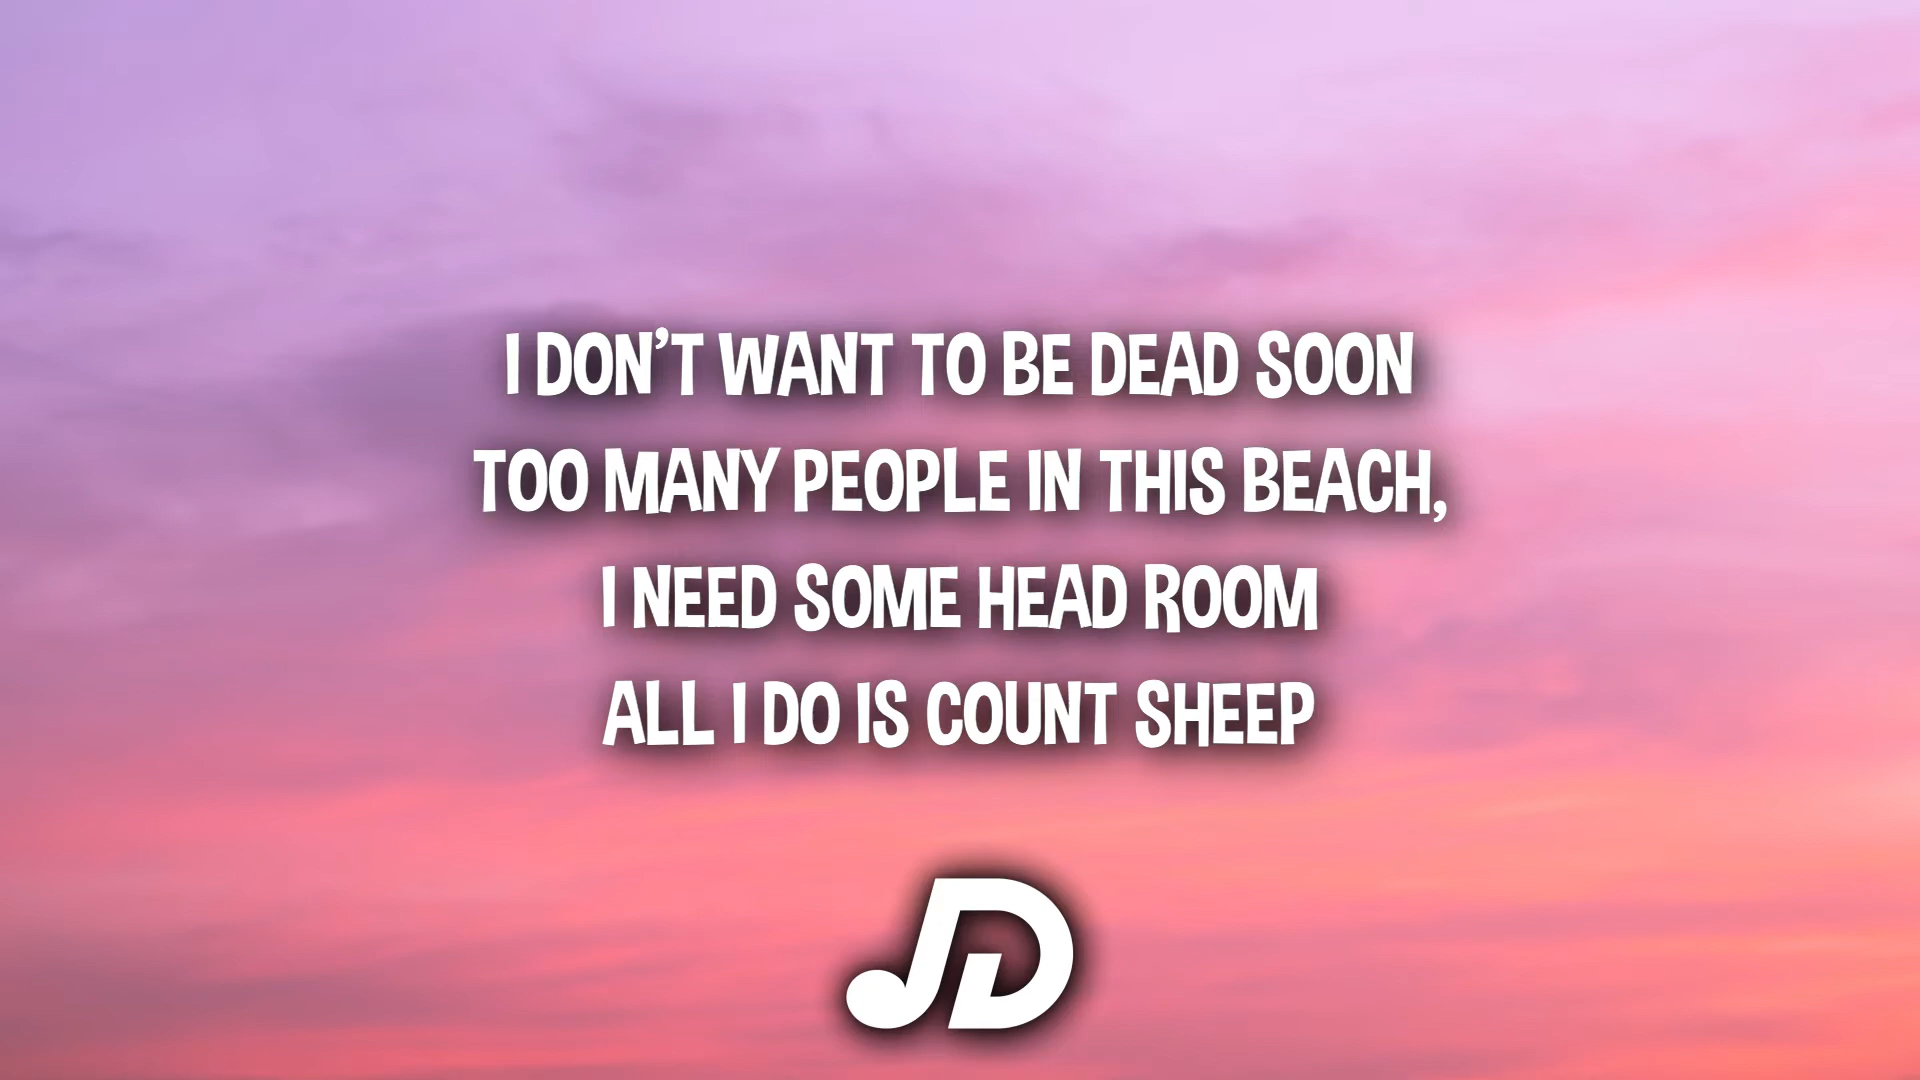 I DON'T WANT TO BE DEAD SOON
TOO MANY PEOPLE IN THIS BEACH,
I NEED SOME HEAD ROOM
ALL I DO IS COUNT SHEEP
JD